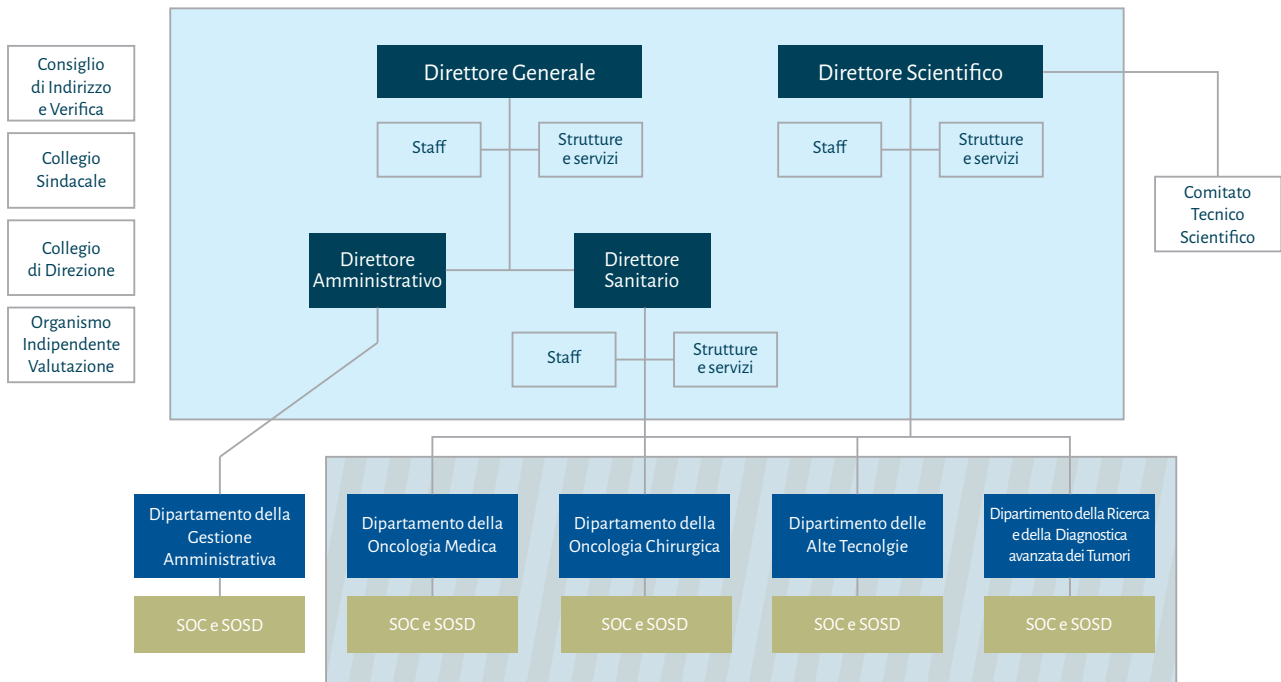 Consiglio
di Indirizzo
e Verifica
Collegio
Sindacale
Collegio
di Direzione
Organismo
Indipendente
Valutazione
Direttore Generale
Staff
Strutture
e servizi
Direttore Scientifico
Staff
Strutture
e servizi
Comitato
Tecnico
Scientifico
Direttore
Amministrativo
Direttore
Sanitario
Staff
Strutture
e servizi
Dipartamento della
Gestione
Amministrativa
Dipartamento della
Oncologia Medica
Dipartamento della
Oncologia Chirurgica
Dipartimento delle
Alte Tecnolgie
Dipartimento della Ricerca
e della Diagnostica
avanzata dei Tumori
SOC e SOSD
SOC e SOSD
SOC e SOSD
SOC e SOSD
SOC e SOSD